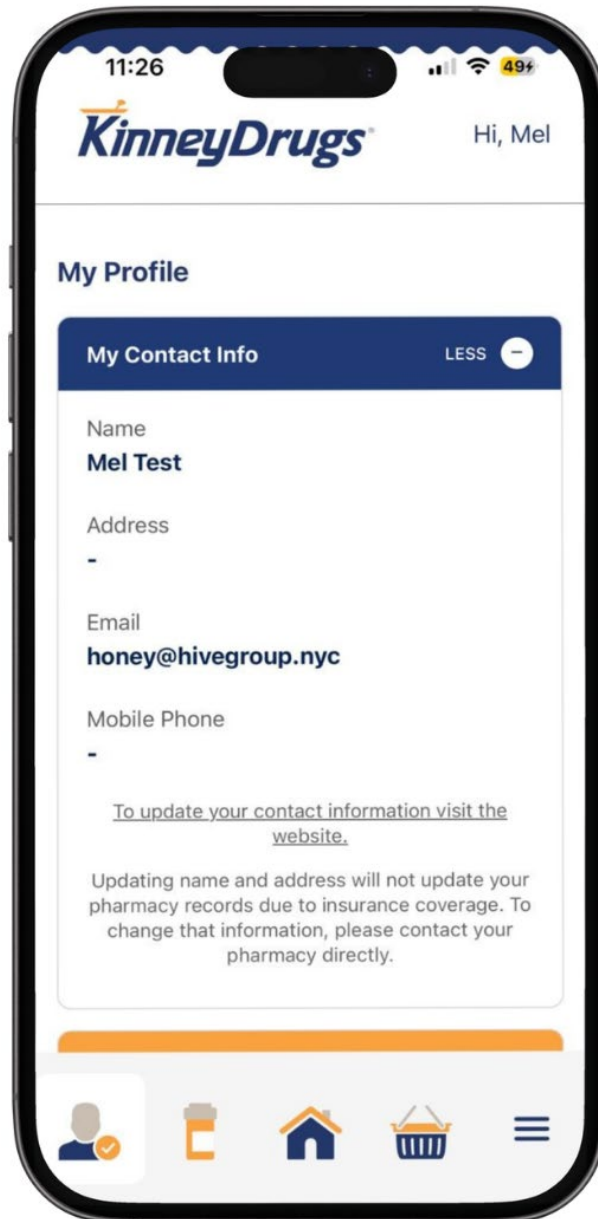 11:26
49
KinneyDrugs
Hi, Mel
My Profile
My Contact Info
LESS
Name
Mel Test
Address
-
Email
honey@hivegroup.nyc
Mobile Phone
-
To update your contact information visit the
website.
Updating name and address will not update your
pharmacy records due to insurance coverage. To
change that information, please contact your
pharmacy directly.